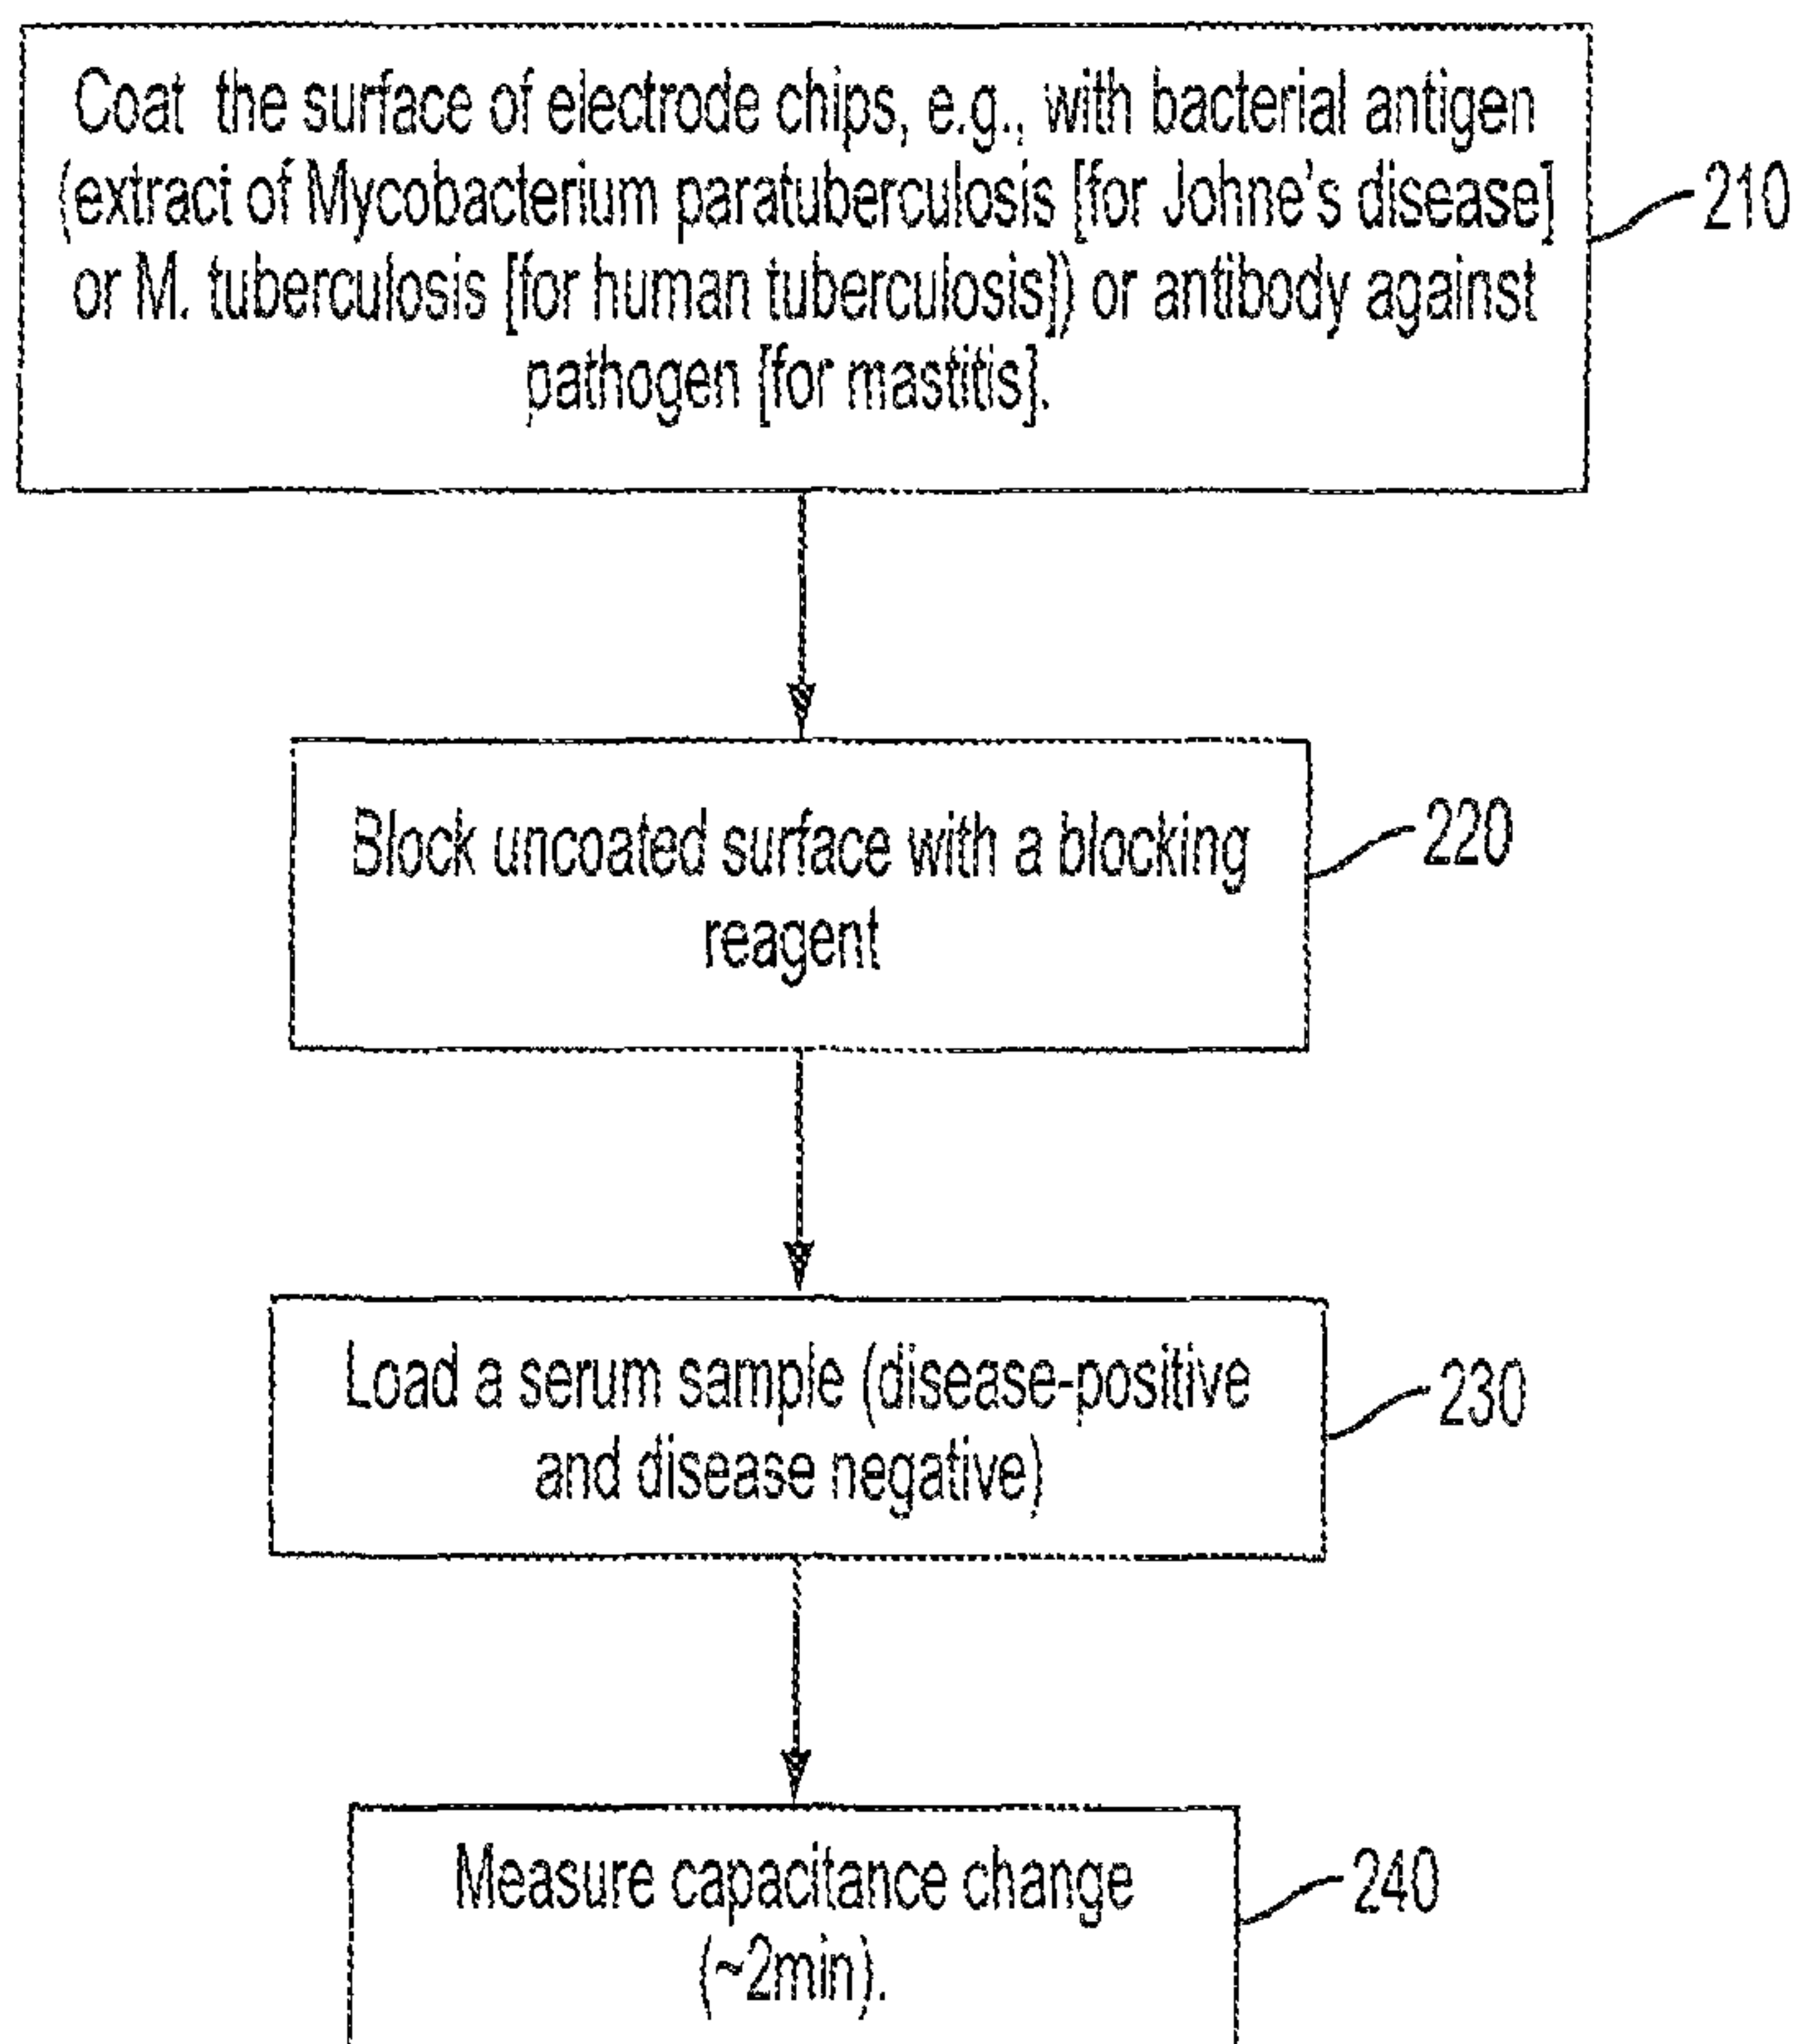 Coat the surface of electrode chips, e.g., with bacterial antigen
(extract of Mycobacterium paratuberculosis [for Johne's disease]
or M. tuberculosis [for human tuberculosis]) or antibody against
pathogen [for mastitis].
210
Block uncoated surface with a blocking
reagent
220
Load a serum sample (disease-positive
and disease negative)
230
Measure capacitance change
(~2min).
240